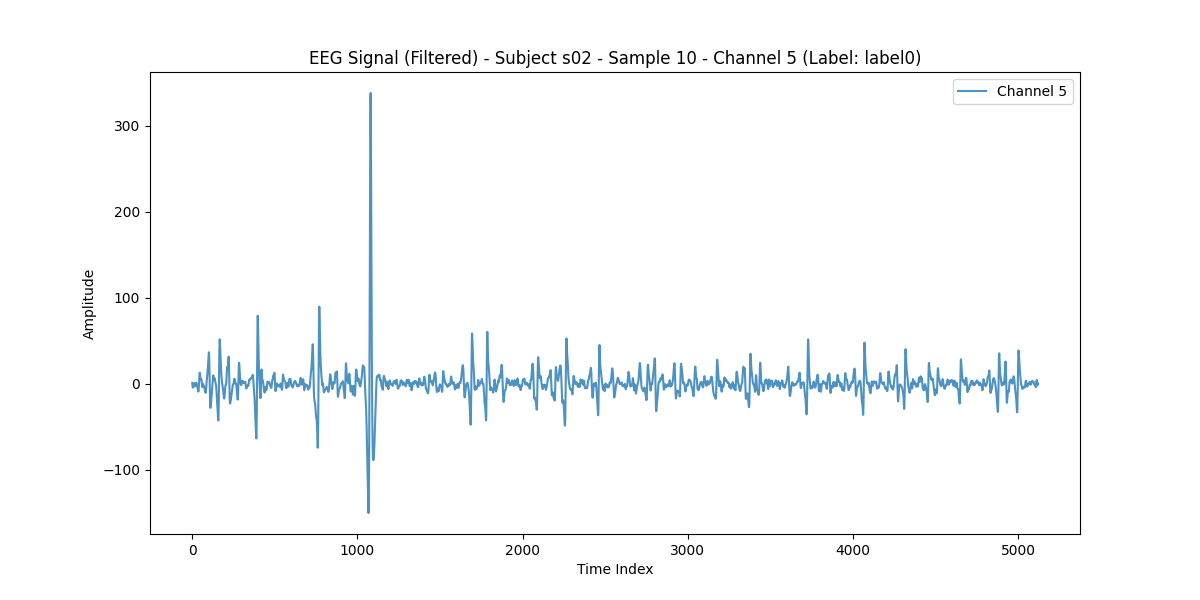 EEG Signal (Filtered) - Subject s02 - Sample 10 - Channel 5 (Label: label0)
Channel 5
300
200
100
0
−100
Amplitude
0 1000 2000 3000 4000 5000
Time Index